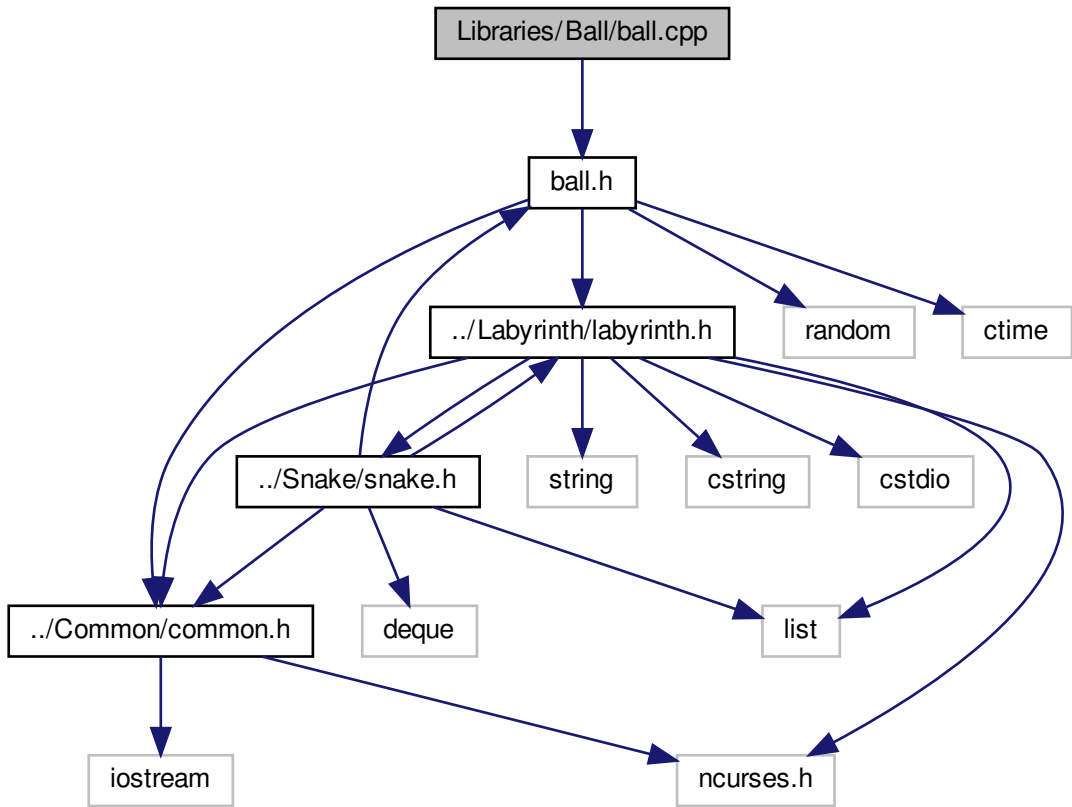 Libraries/Ball/ball.cpp
ball.h
../Labyrinth/labyrinth.h
random
ctime
../Snake/snake.h
string
cstring
cstdio
../Common/common.h
deque
list
iostream
ncurses.h